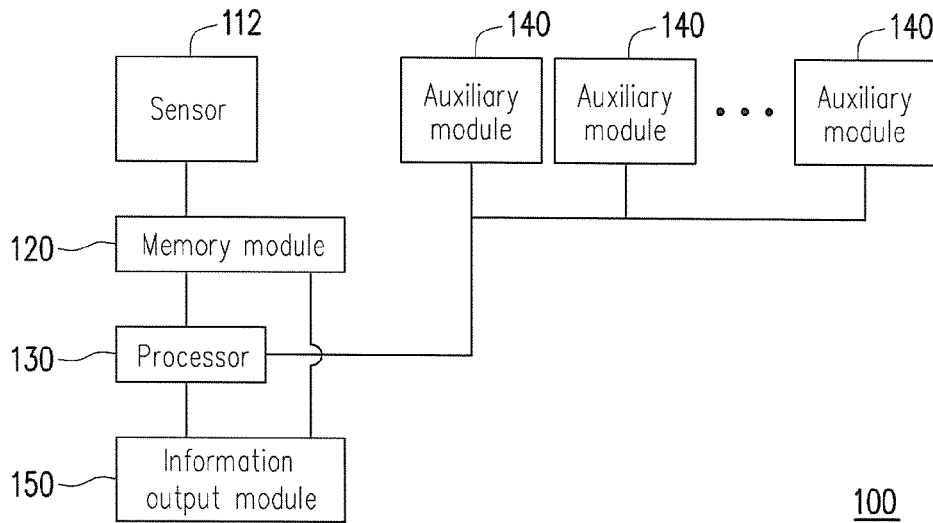 112
140
140
140
Sensor
Auxiliary
module
Auxiliary
module
Auxiliary
module
120
Memory module
130
Processor
150
Information
output module
100